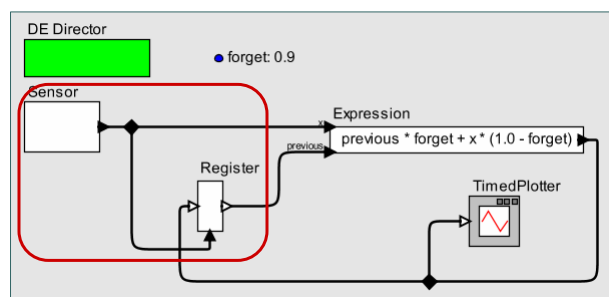 DE Director
forget: 0.9
Sensor
Expression
x
previous * forget + x * (1.0 - forget)
previous
Register
TimedPlotter